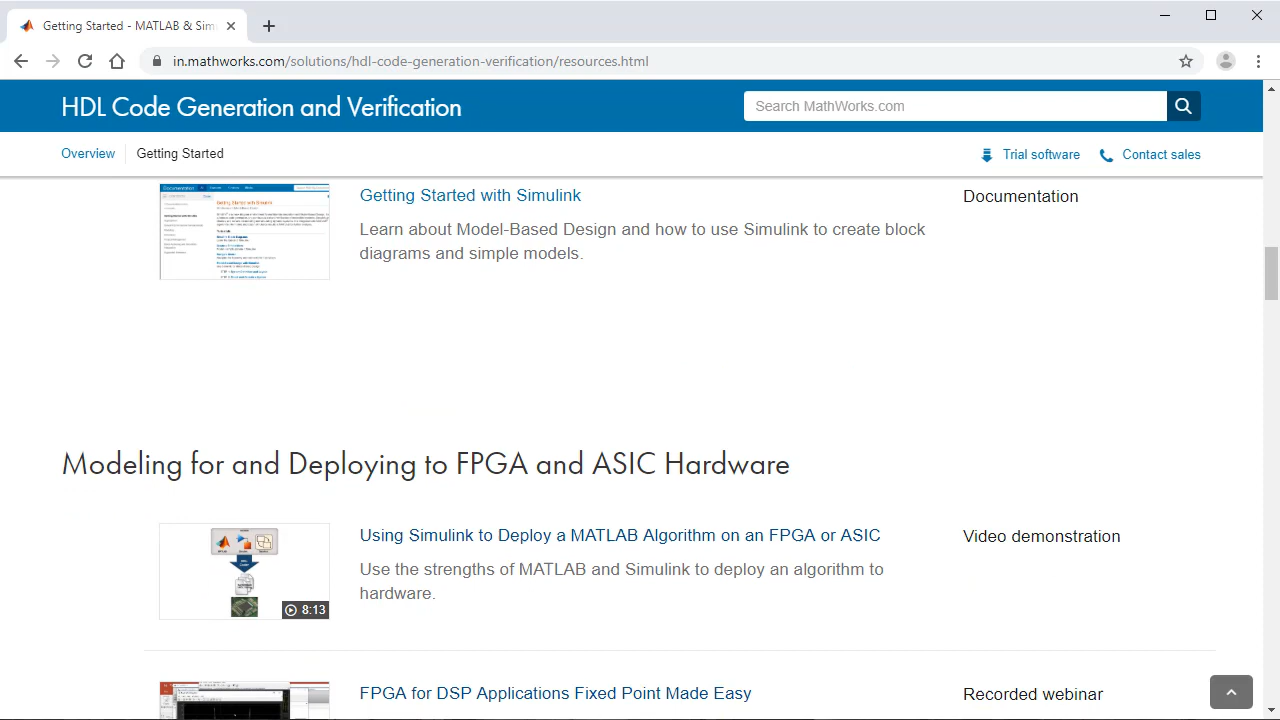 Getting Started - MATLAB & Sim
in.mathworks.com/solutions/hdl-code-generation-verification/resources.html
HDL Code Generation and Verification
Search MathWorks.com
Overview
Getting Started
Trial software
Contact sales
Getting Started with Simulink
Documentation
Learn about Model-Based design and how to use Simulink to create block
diagrams and simulate models.
Modeling for and Deploying to FPGA and ASIC Hardware
Using Simulink to Deploy a MATLAB Algorithm on an FPGA or ASIC
Video demonstration
Use the strengths of MATLAB and Simulink to deploy an algorithm to
hardware.
8:13
FPGA for DSP Applications Fixed Point Made Easy
Recorded webinar